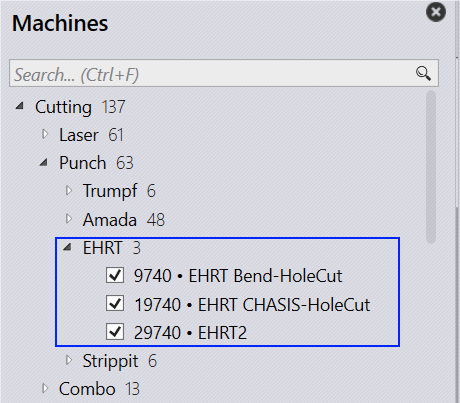 Machines
Search... (Ctrl+F)
Cutting 137
Laser 61
Punch 63
Trumpf 6
Amada 48
EHRT 3
9740 • EHRT Bend-HoleCut
19740 • EHRT CHASIS-HoleCut
29740 • EHRT2
Strippit 6
Combo 13